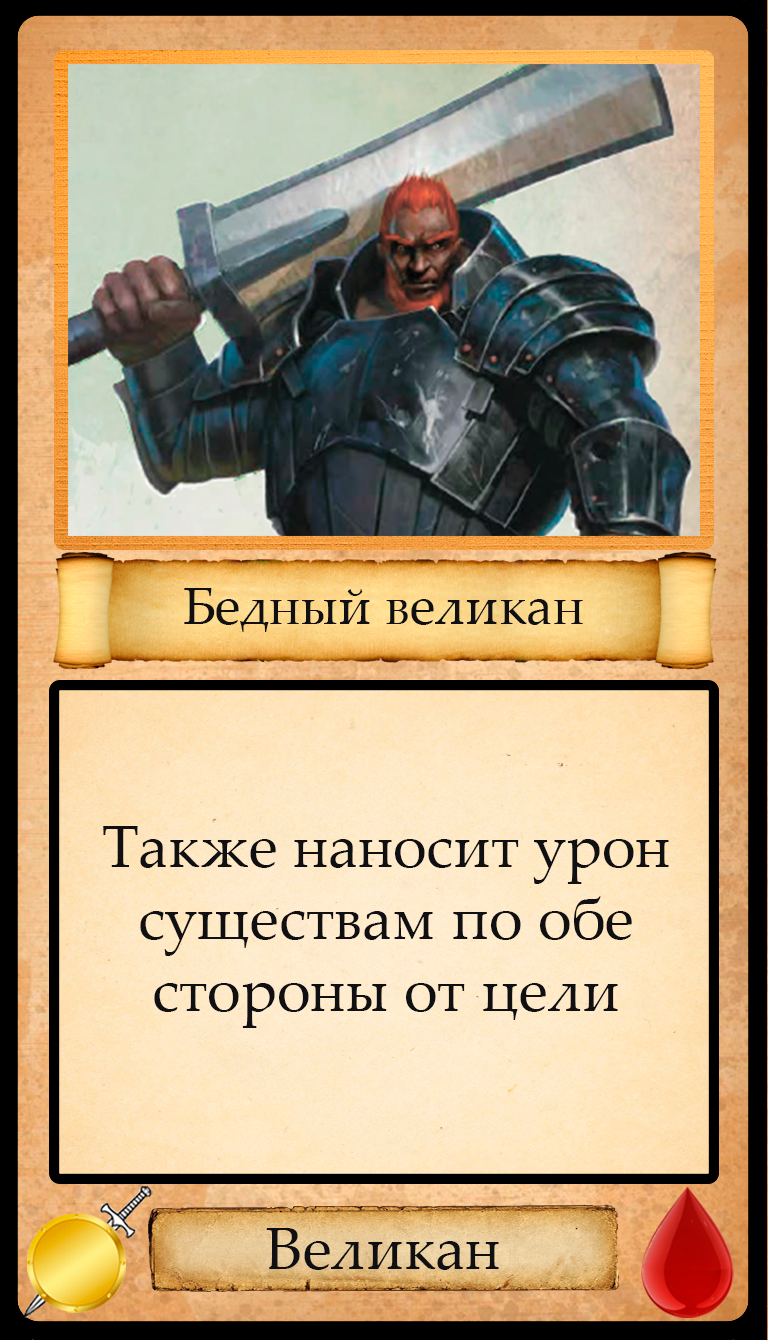 Бедный великан
Также наносит урон
существам по обе
стороны от цели
Великан